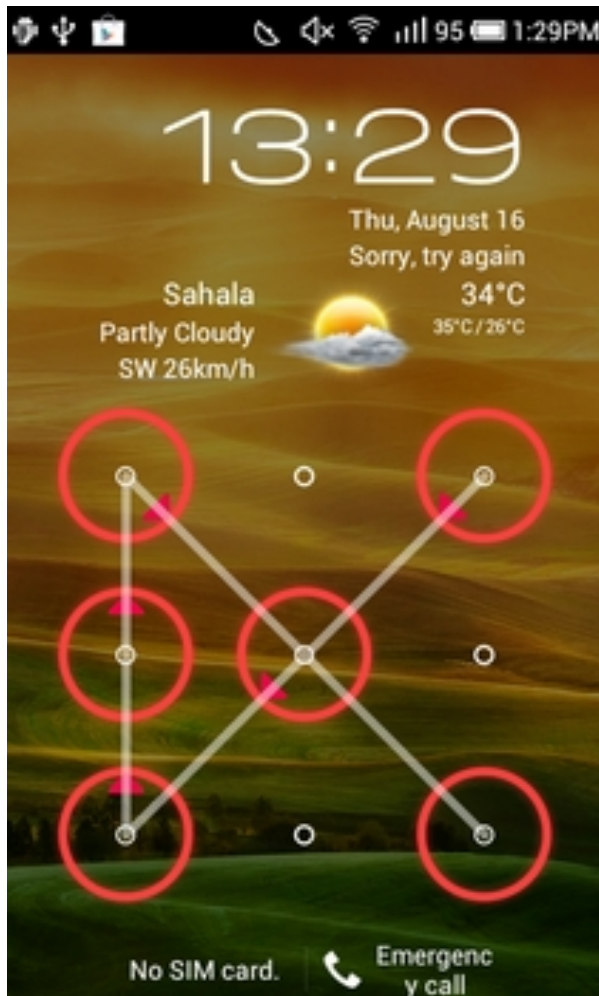 95 1:29PM
13:29
Thu, August 16
Sorry, try again
Sahala
34°C
Partly Cloudy
35°C / 26°C
SW 26km/h
No SIM card.
Emergenc
y call